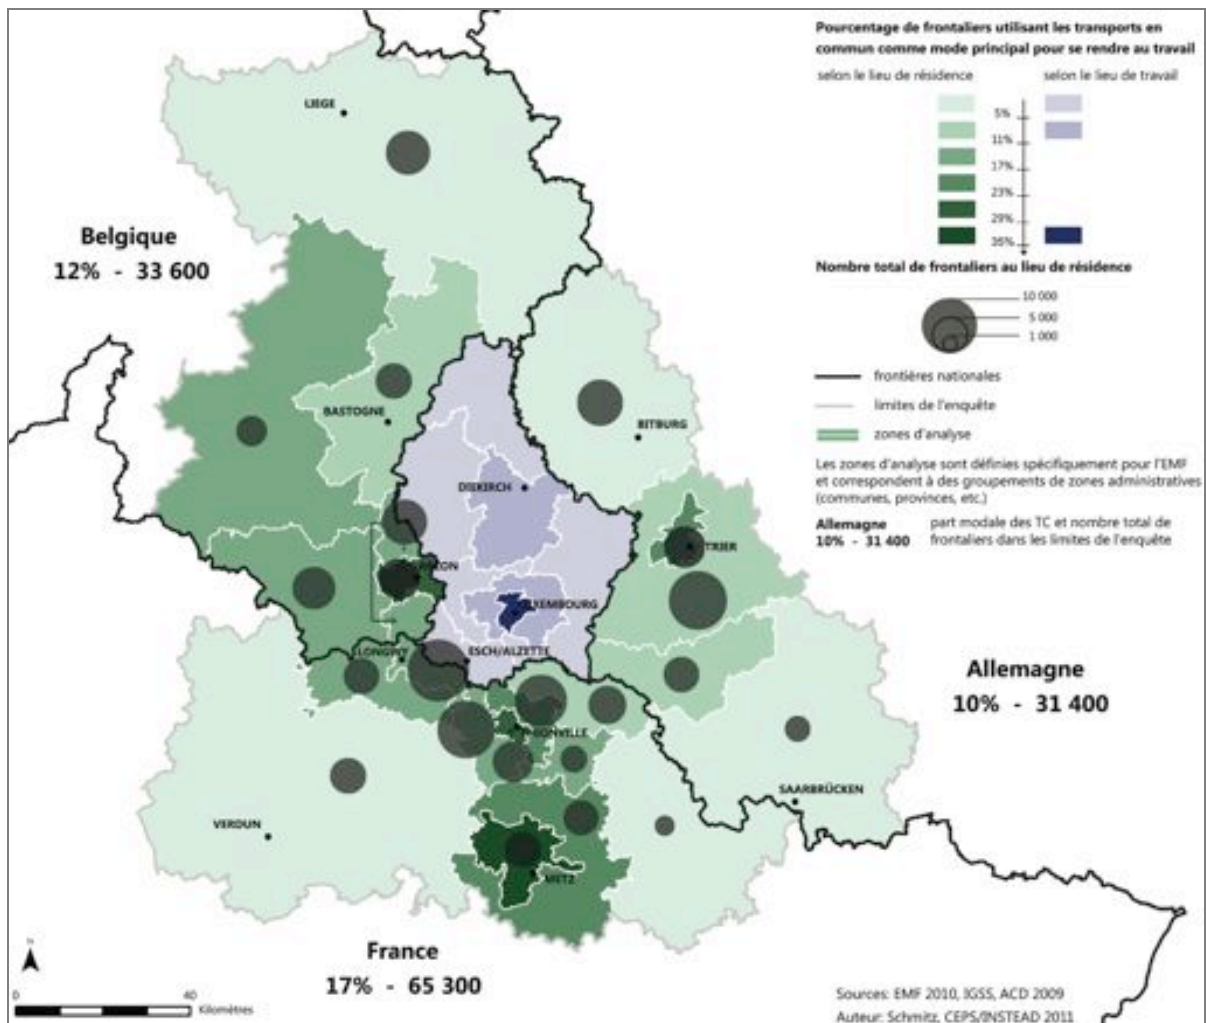 Pourcentage de frontaliers utilisant les transports en
commun comme mode principal pour se rendre au travail
selon le lieu de résidence
selon le lieu de travail
5%
11%
17%
23%
29%
36%
Nombre total de frontaliers au lieu de résidence
10 000
5 000
1 000
frontières nationales
limites de l'enquête
zones d'analyse
Les zones d'analyse sont définies spécifiquement pour l'EMF
et correspondent à des groupements de zones administratives
(communes, provinces, etc.)
Allemagne
10% - 31 400
part modale des TC et nombre total de
frontaliers dans les limites de l'enquête
LIEGE
Belgique
12% - 33 600
BASTOGNE
BITBURG
DIEKIRCH
TRIER
LUXEMBOURG
LONGWY
ESCH/ALZETTE
Allemagne
10% - 31 400
THIONVILLE
SAARBRÜCKEN
VERDUN
METZ
France
17% - 65 300
N
0
40
Kilomètres
Sources: EMF 2010, IGSS, ACD 2009
Auteur: Schmitz, CEPS/INSTEAD 2011